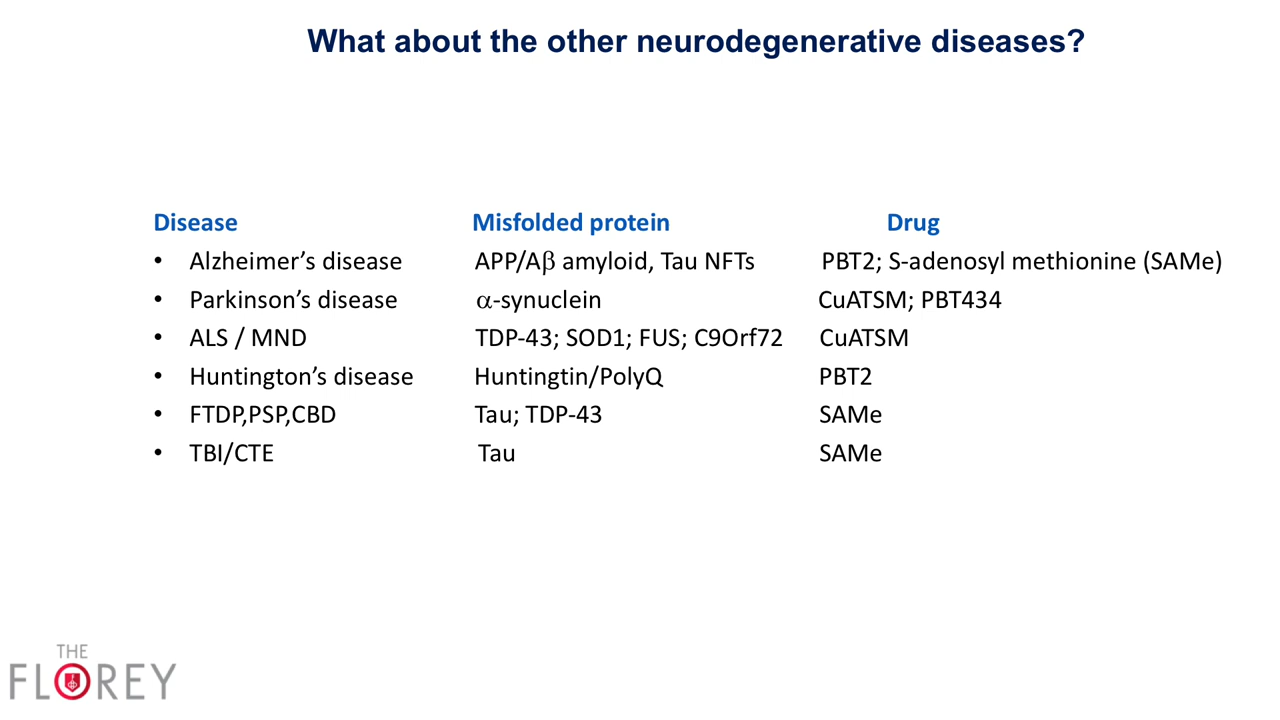 What about the other neurodegenerative diseases?
Disease Misfolded protein Drug
• Alzheimer’s disease APP/Aβ amyloid, Tau NFTs PBT2; S-adenosyl methionine (SAMe)
• Parkinson’s disease α-synuclein CuATSM; PBT434
• ALS / MND TDP-43; SOD1; FUS; C9Orf72 CuATSM
• Huntington’s disease Huntingtin/PolyQ PBT2
• FTDP,PSP,CBD Tau; TDP-43 SAMe
• TBI/CTE Tau SAMe
THE
FLOREY